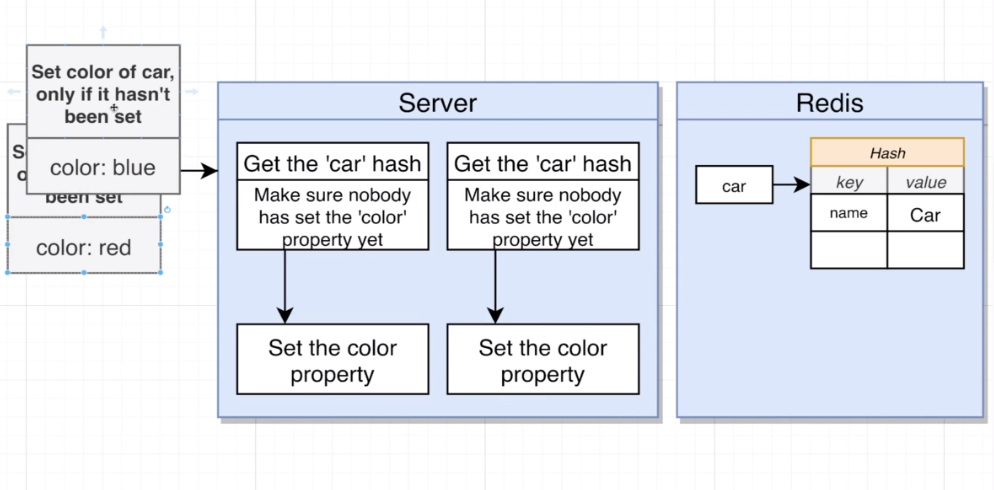 Set color of car,
only if it hasn't
been set
color: blue
S
o
been set
color: red
Server
Get the 'car' hash
Make sure nobody
has set the 'color'
property yet
Set the color
property
Get the 'car' hash
Make sure nobody
has set the 'color'
property yet
Set the color
property
Redis
car
Hash
key value
name Car